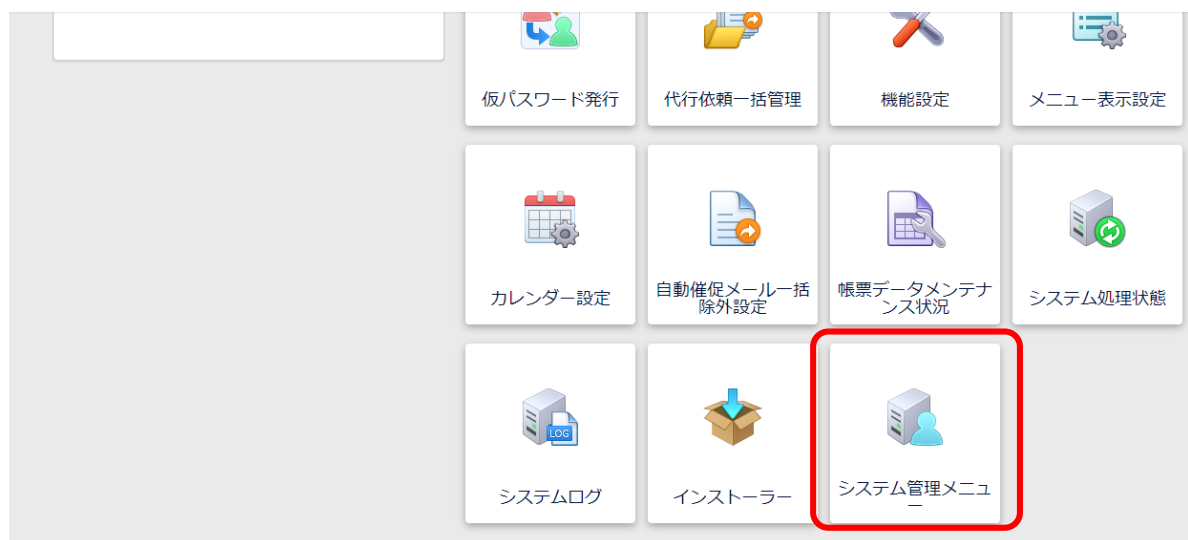 仮パスワード発行
代行依頼一括管理
機能設定
メニュー表示設定
カレンダー設定
自動催促メール一括
除外設定
帳票データメンテナ
ンス状況
システム処理状態
LOG
システムログ
インストーラー
システム管理メニュ
ー